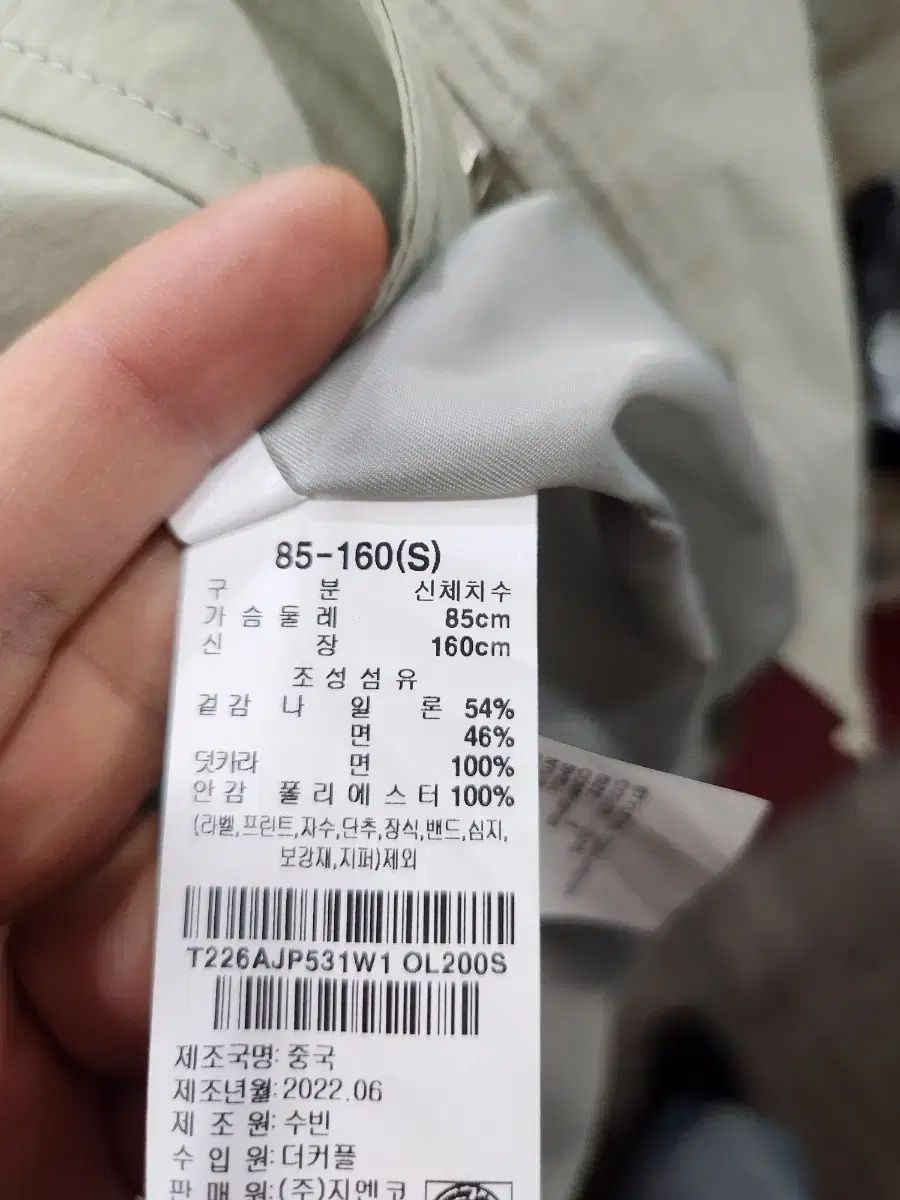 85-160(S)
구 분 신체치수
가 슴 둘 레 85cm
신 장 160cm
조 성 섬 유
겉감 나 일 론 54%
면 46%
덧카라 면 100%
안감 폴 리 에 스 터 100%
(라벨,프린트,자수,단추,장식,밴드,심지,
보강재,지퍼)제외
T226AJP531W1 OL200S
제조국명: 중국
제조년월: 2022.06
제 조 원: 수빈
수 입 원: 더커플
판 매 원: (주)지엔코